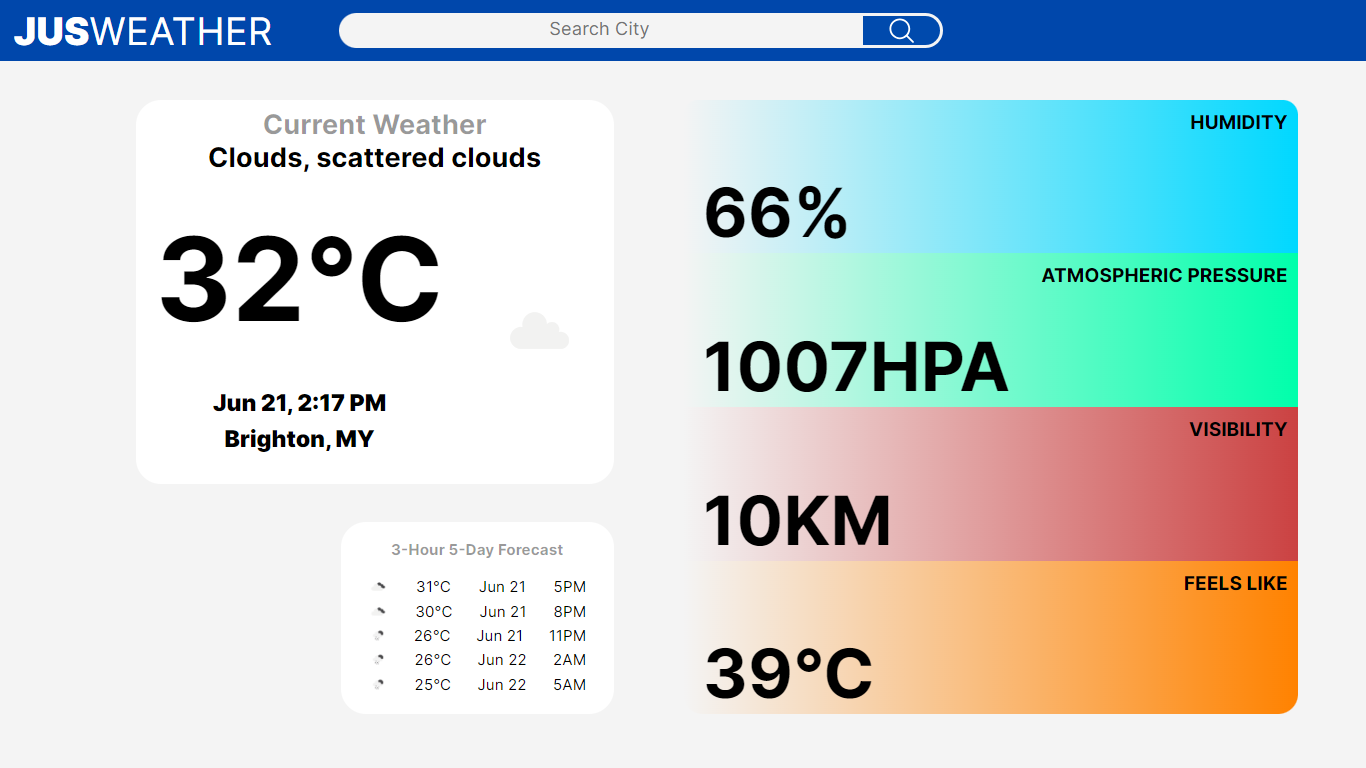 JUSWEATHER
Search City
Current Weather
Clouds, scattered clouds
32°C
Jun 21, 2:17 PM
Brighton, MY
3-Hour 5-Day Forecast
31°C Jun 21 5PM
30°C Jun 21 8PM
26°C Jun 21 11PM
26°C Jun 22 2AM
25°C Jun 22 5AM
HUMIDITY
66%
ATMOSPHERIC PRESSURE
1007HPA
VISIBILITY
10KM
FEELS LIKE
39°C